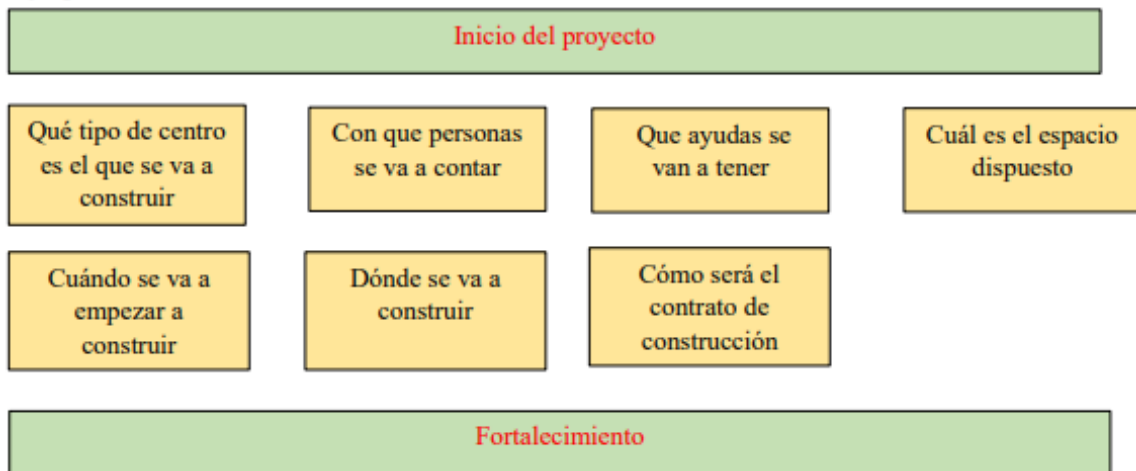 Inicio del proyecto
Qué tipo de centro
es el que se va a
construir
Con que personas
se va a contar
Que ayudas se
van a tener
Cuál es el espacio
dispuesto
Cuándo se va a
empezar a
construir
Dónde se va a
construir
Cómo será el
contrato de
construcción
Fortalecimiento